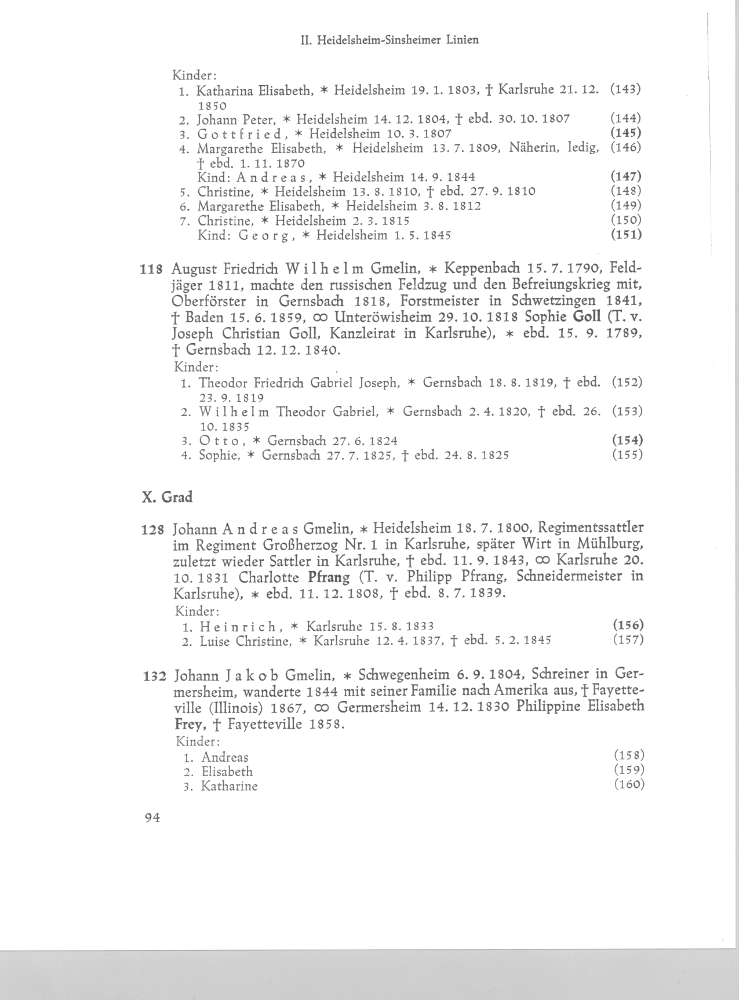 II. Heidelsheim-Sinsheimer Linien
Kinder:
1. Katharina Elisabeth, * Heidelsheim 19. 1. 1803, † Karlsruhe 21. 12. (143)
1850
2. Johann Peter, * Heidelsheim 14. 12. 1804, † ebd. 30. 10. 1807 (144)
3. G o t t f r i e d , * Heidelsheim 10. 3. 1807 (145)
4. Margarethe Elisabeth, * Heidelsheim 13. 7. 1809, Näherin, ledig, (146)
† ebd. 1. 11. 1870
Kind: A n d r e a s , * Heidelsheim 14. 9. 1844 (147)
5. Christine, * Heidelsheim 13. 8. 1810, † ebd. 27. 9. 1810 (148)
6. Margarethe Elisabeth, * Heidelsheim 3. 8. 1812 (149)
7. Christine, * Heidelsheim 2. 3. 1815 (150)
Kind: G e o r g , * Heidelsheim 1. 5. 1845 (151)
118 August Friedrich W i l h e l m Gmelin, * Keppenbach 15. 7. 1790, Feld-
jäger 1811, machte den russischen Feldzug und den Befreiungskrieg mit,
Oberförster in Gernsbach 1818, Forstmeister in Schwetzingen 1841,
† Baden 15. 6. 1859, ∞ Unteröwisheim 29. 10. 1818 Sophie Goll (T. v.
Joseph Christian Goll, Kanzleirat in Karlsruhe), * ebd. 15. 9. 1789,
† Gernsbach 12. 12. 1840.
Kinder:
1. Theodor Friedrich Gabriel Joseph, * Gernsbach 18. 8. 1819, † ebd. (152)
23. 9. 1819
2. W i l h e l m Theodor Gabriel, * Gernsbach 2. 4. 1820, † ebd. 26. (153)
10. 1835
3. O t t o , * Gernsbach 27. 6. 1824 (154)
4. Sophie, * Gernsbach 27. 7. 1825, † ebd. 24. 8. 1825 (155)
X. Grad
128 Johann A n d r e a s Gmelin, * Heidelsheim 18. 7. 1800, Regimentssattler
im Regiment Großherzog Nr. 1 in Karlsruhe, später Wirt in Mühlburg,
zuletzt wieder Sattler in Karlsruhe, † ebd. 11. 9. 1843, ∞ Karlsruhe 20.
10. 1831 Charlotte Pfrang (T. v. Philipp Pfrang, Schneidermeister in
Karlsruhe), * ebd. 11. 12. 1808, † ebd. 8. 7. 1839.
Kinder:
1. H e i n r i c h , * Karlsruhe 15. 8. 1833 (156)
2. Luise Christine, * Karlsruhe 12. 4. 1837, † ebd. 5. 2. 1845 (157)
132 Johann J a k o b Gmelin, * Schwegenheim 6. 9. 1804, Schreiner in Ger-
mersheim, wanderte 1844 mit seiner Familie nach Amerika aus, † Fayette-
ville (Illinois) 1867, ∞ Germersheim 14. 12. 1830 Philippine Elisabeth
Frey, † Fayetteville 1858.
Kinder:
1. Andreas (158)
2. Elisabeth (159)
3. Katharine (160)
94